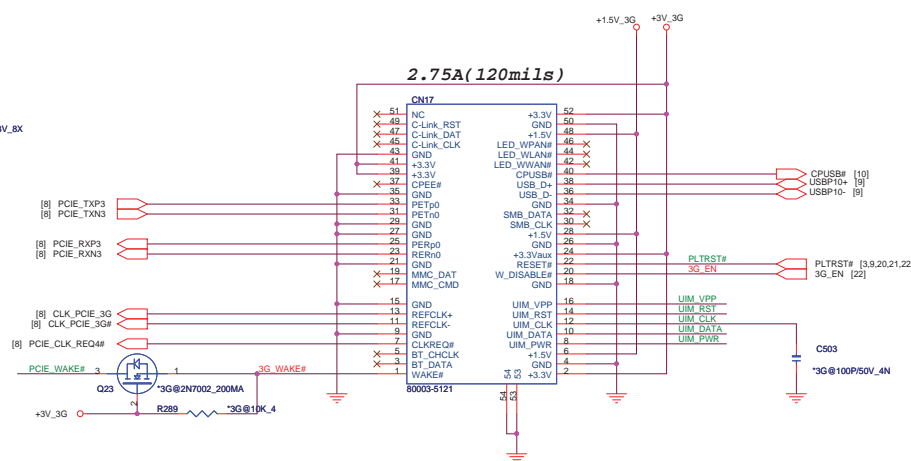 +1.5V_3G
+3V_3G
2.75A(120mils)
CN17
51 NC +3.3V 52
49 C-Link_RST GND 50
47 C-Link_DAT +1.5V 48
45 C-Link_CLK LED_WPAN# 46
43 GND LED_WLAN# 44
41 +3.3V LED_WWAN# 42
39 +3.3V CPUSB# 40 CPUSB# [10]
37 CPEE# USB_D+ 38 USBP10+ [9]
35 GND USB_D- 36 USBP10- [9]
[8] PCIE_TXP3 33 PETp0 GND 34
[8] PCIE_TXN3 31 PETn0 SMB_DATA 32
29 GND SMB_CLK 30
27 GND +1.5V 28
[8] PCIE_RXP3 25 PERp0 GND 26
[8] PCIE_RXN3 23 RERn0 +3.3Vaux 24
21 GND RESET# 22 PLTRST# PLTRST# [3,9,20,21,22
19 MMC_DAT W_DISABLE# 20 3G_EN 3G_EN [22]
17 MMC_CMD GND 18
15 GND UIM_VPP 16 UIM_VPP
[8] CLK_PCIE_3G 13 REFCLK+ UIM_RST 14 UIM_RST
[8] CLK_PCIE_3G# 11 REFCLK- UIM_CLK 12 UIM_CLK
9 GND UIM_DATA 10 UIM_DATA
[8] PCIE_CLK_REQ4# 7 CLKREQ# UIM_PWR 8 UIM_PWR
5 BT_CHCLK +1.5V 6
3 BT_DATA GND 4
PCIE_WAKE# 3 1 3G_WAKE# 1 WAKE# +3.3V 2
80003-5121
54 53
54 53
Q23
*3G@2N7002_200MA
2
+3V_3G
R289
*3G@10K_4
C503
*3G@100P/50V_4N